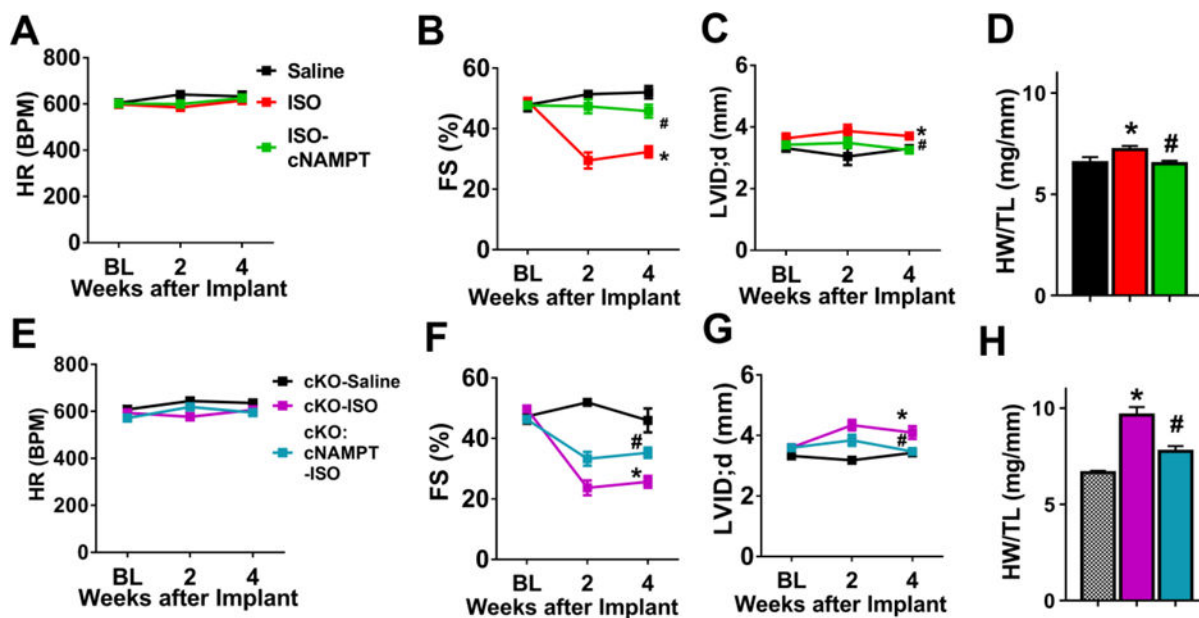 A
HR (BPM)
800
600
400
200
0
BL 2 4
Weeks after Implant
Saline
ISO
ISO-
cNAMPT
B
FS (%)
60
40
20
0
#
*
BL 2 4
Weeks after Implant
C
LVID;d (mm)
6
4
2
0
*
#
BL 2 4
Weeks after Implant
D
HW/TL (mg/mm)
10
5
0
* #
E
HR (BPM)
800
600
400
200
0
BL 2 4
Weeks after Implant
cKO-Saline
cKO-ISO
cKO:
cNAMPT
-ISO
F
FS (%)
60
40
20
0
#
*
BL 2 4
Weeks after Implant
G
LVID;d (mm)
6
4
2
0
*
#
BL 2 4
Weeks after Implant
H
HW/TL (mg/mm)
10
5
0
*
#